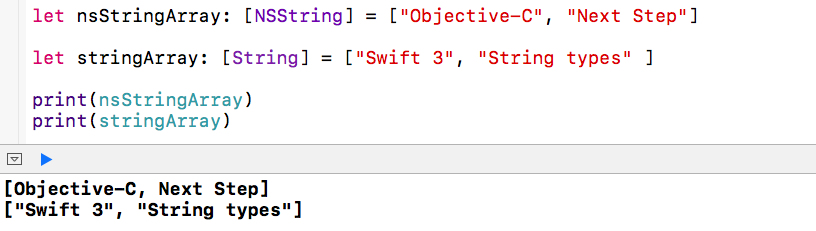 let nsStringArray: [NSString] = ["Objective-C", "Next Step"]
let stringArray: [String] = ["Swift 3", "String types" ]
print(nsStringArray)
print(stringArray)
[Objective-C, Next Step]
["Swift 3", "String types"]